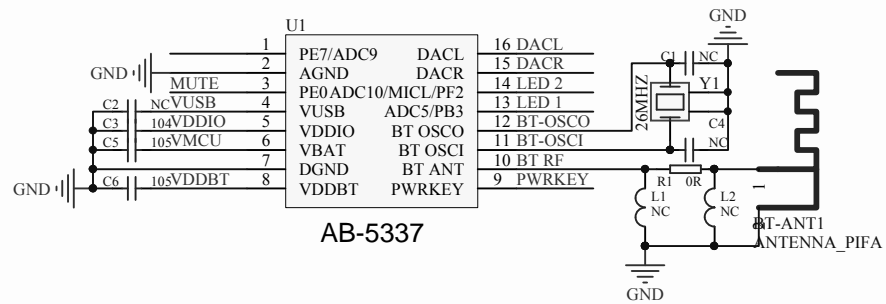 U1
GND
1 PE7/ADC9 DACL 16 DACL
GND 2 AGND DACR 15 DACR
MUTE 3 PE0ADC10/MICL/PF2 14 LED 2
C2 NC VUSB 4 VUSB ADC5/PB3 13 LED 1
C3 104 VDDIO 5 VDDIO BT OSCO 12 BT-OSCO
C5 105 VMCU 6 VBAT BT OSCI 11 BT-OSCI
7 DGND BT ANT 10 BT RF
GND C6 105 VDDBT 8 VDDBT PWRKEY 9 PWRKEY
AB-5337
C1 NC
26MHZ Y1
C4
NC
R1 0R
L1
NC
L2
NC
1
BT-ANT1
ANTENNA_PIFA
GND